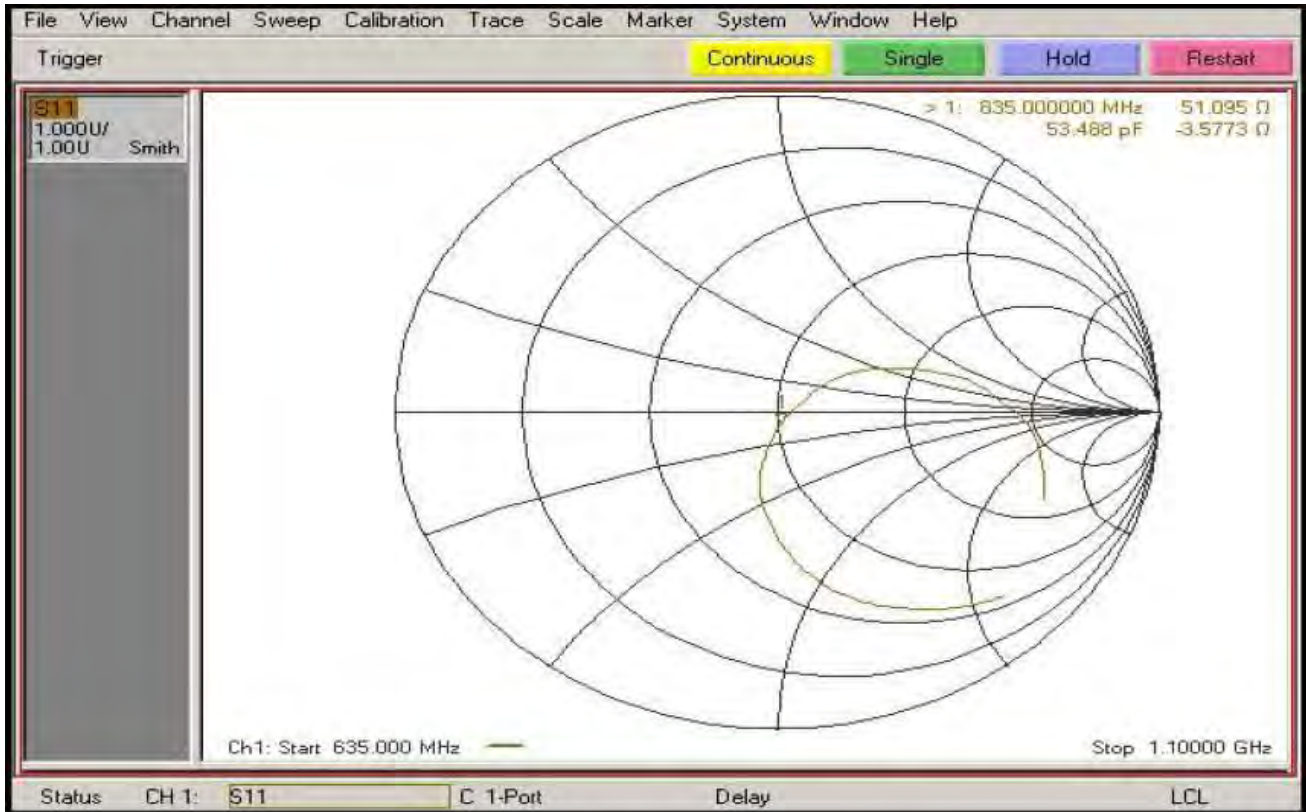 File View Channel Sweep Calibration Trace Scale Marker System Window Help
Trigger Continuous Single Hold Restart
S11
1.000U/
1.00U Smith
> 1: 835.000000 MHz 51.095 Ω
53.488 pF -3.5773 Ω
Ch1: Start 635.000 MHz Stop 1.10000 GHz
Status CH 1: S11 C 1-Port Delay LCL